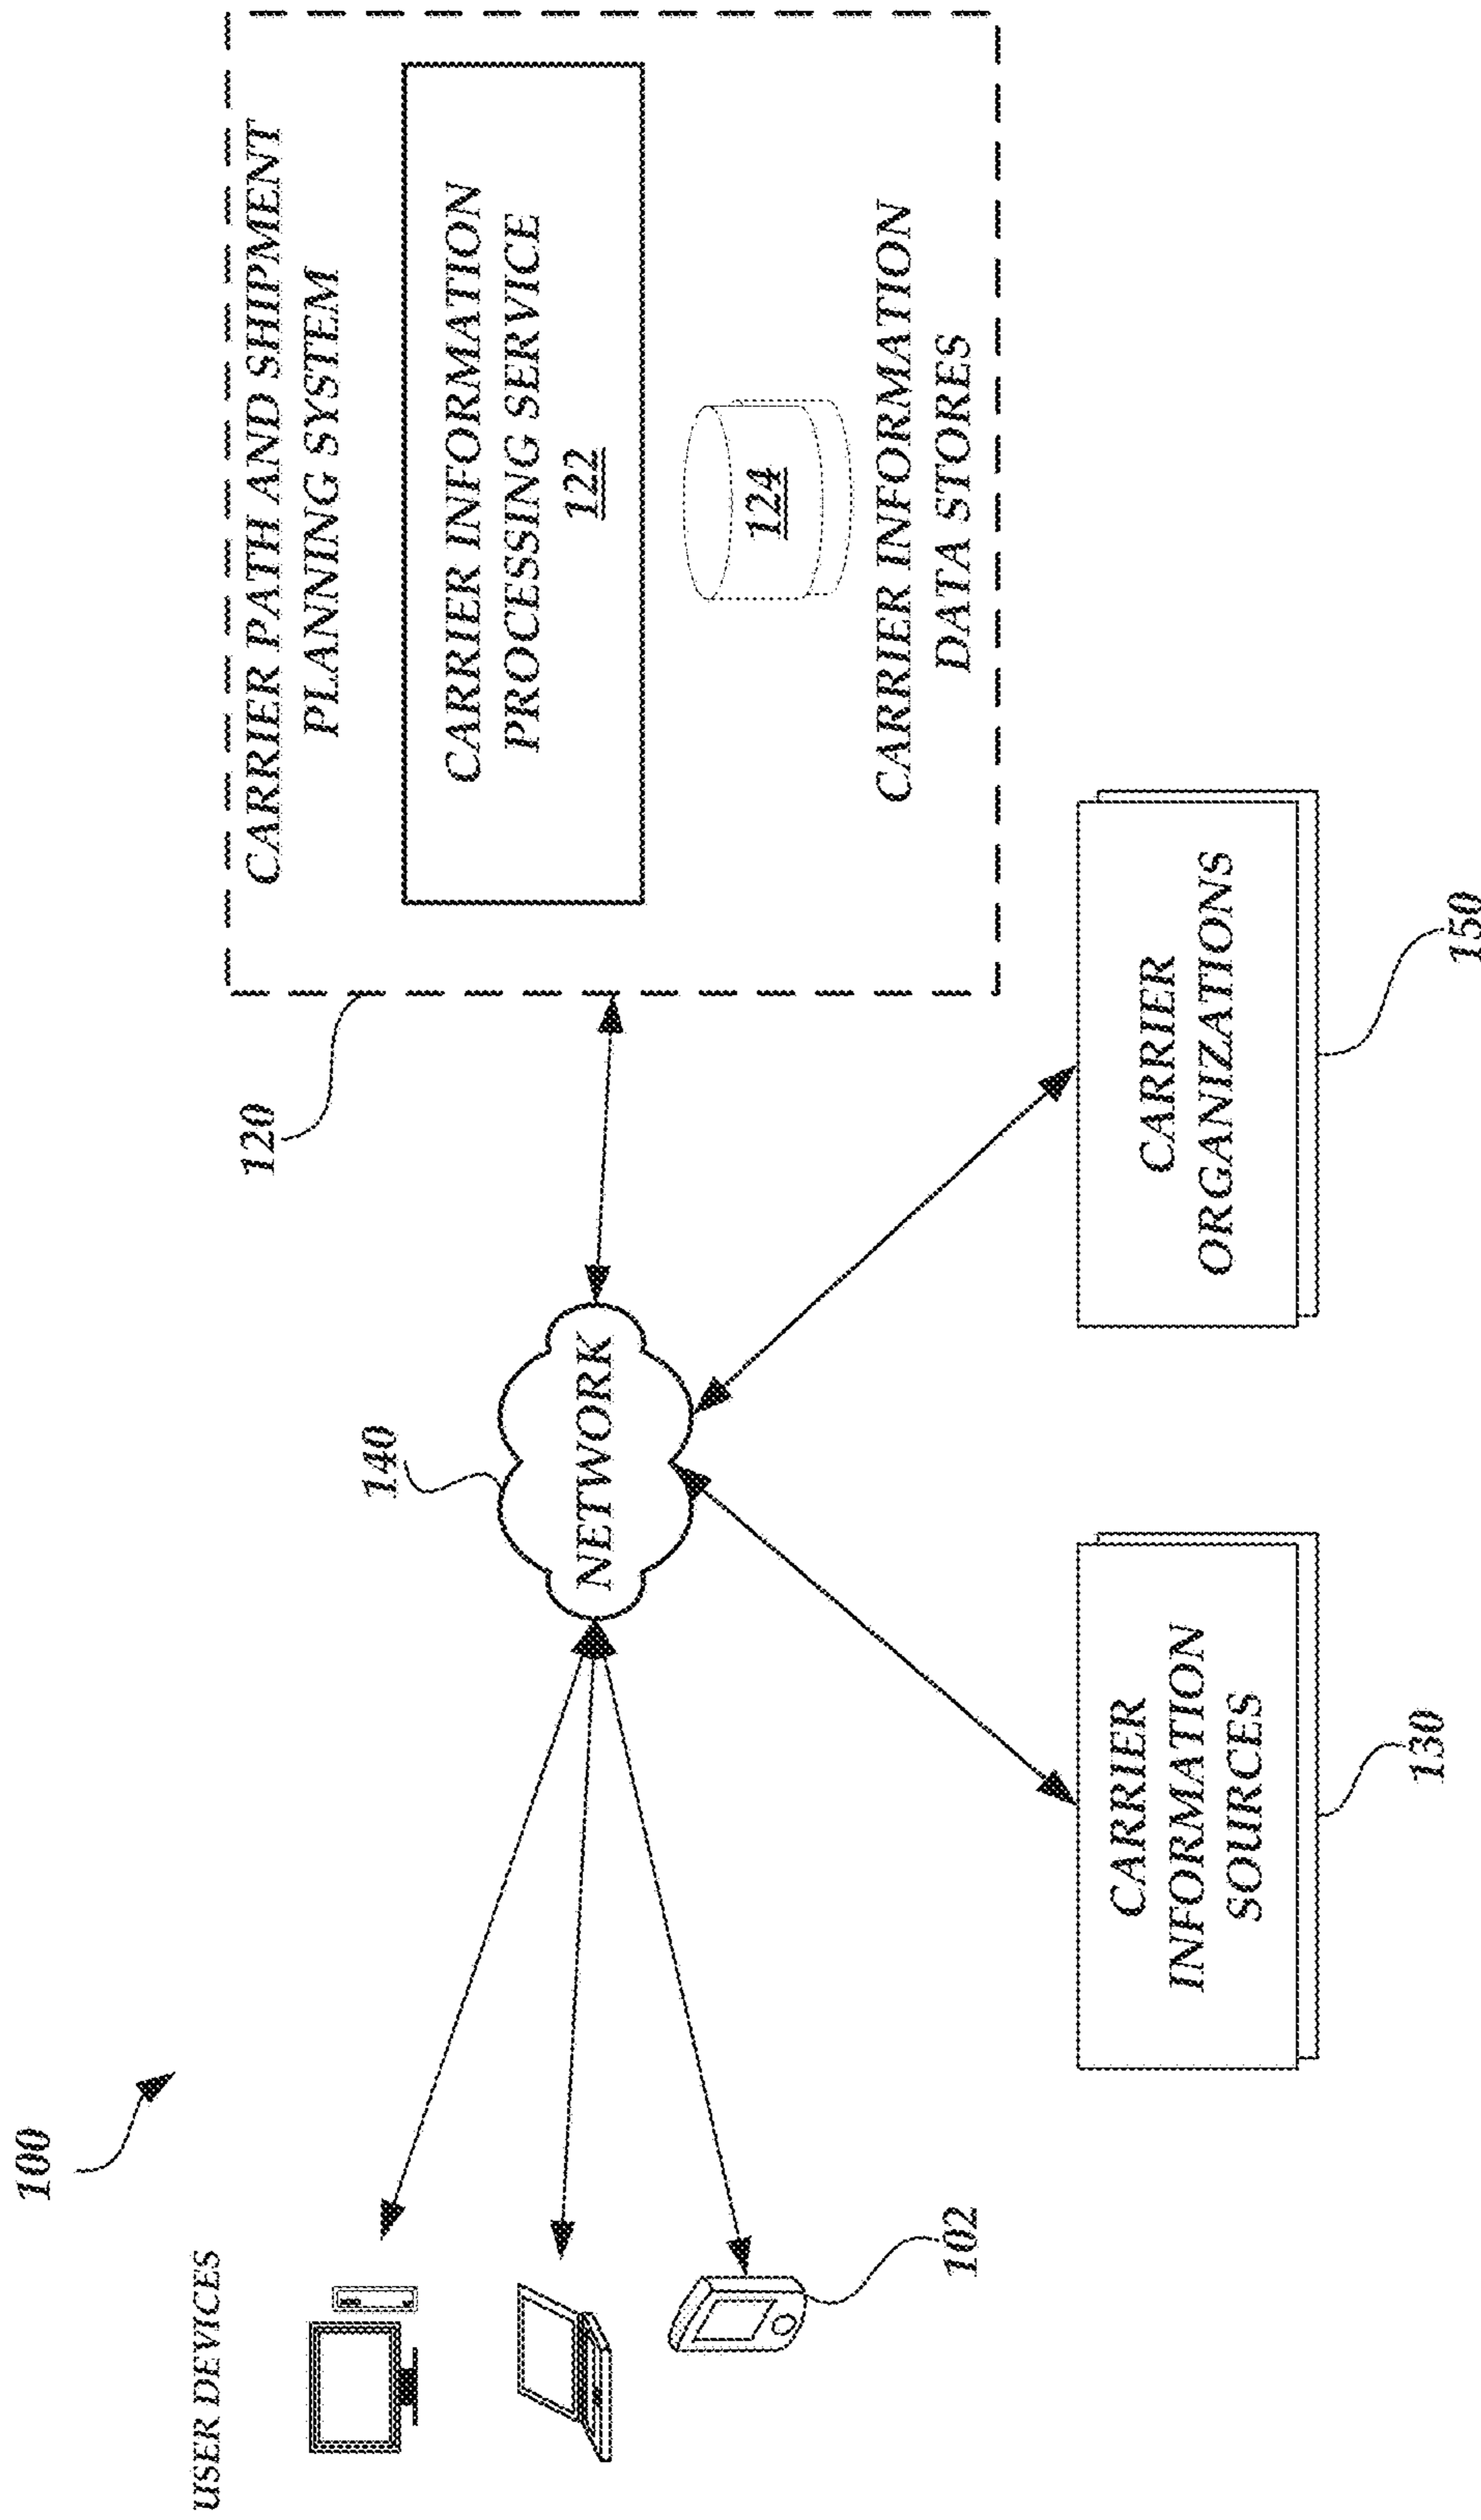 100
USER DEVICES
102
140
NETWORK
120
CARRIER PATH AND SHIPMENT
PLANNING SYSTEM
CARRIER INFORMATION
PROCESSING SERVICE
122
124
CARRIER INFORMATION
DATA STORES
CARRIER
INFORMATION
SOURCES
130
CARRIER
ORGANIZATIONS
150